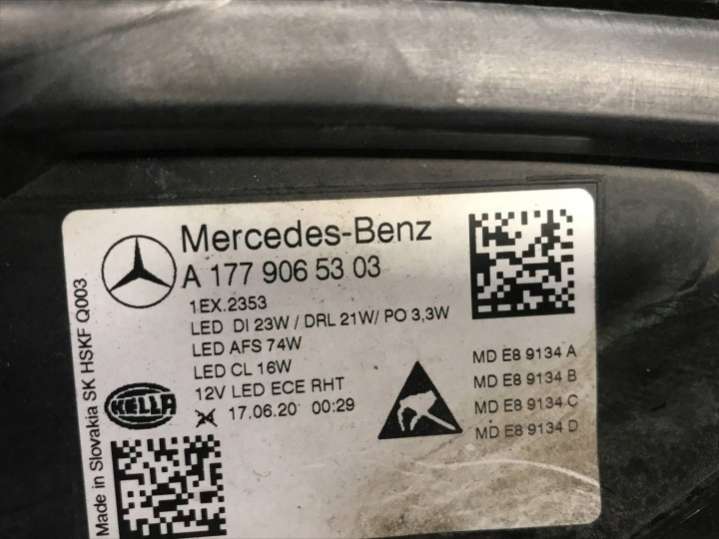 Mercedes-Benz
A 177 906 53 03
1EX.2353
LED DI 23W / DRL 21W/ PO 3,3W
LED AFS 74W
LED CL 16W
12V LED ECE RHT
17.06.20 00:29
MD E8 9134 A
MD E8 9134 B
MD E8 9134 C
MD E8 9134 D
HELLA
Made in Slovakia SK HSKF Q003